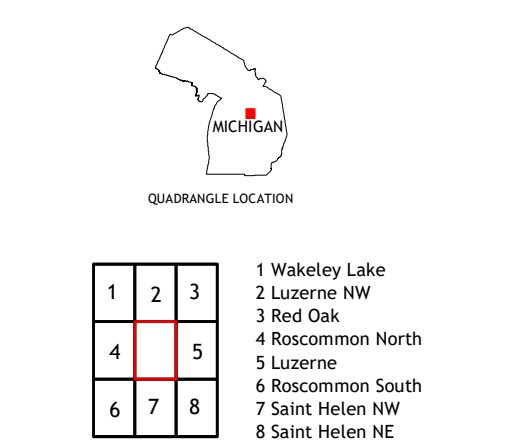 MICHIGAN
QUADRANGLE LOCATION
1 2 3
4 5
6 7 8
1 Wakeley Lake
2 Luzerne NW
3 Red Oak
4 Roscommon North
5 Luzerne
6 Roscommon South
7 Saint Helen NW
8 Saint Helen NE